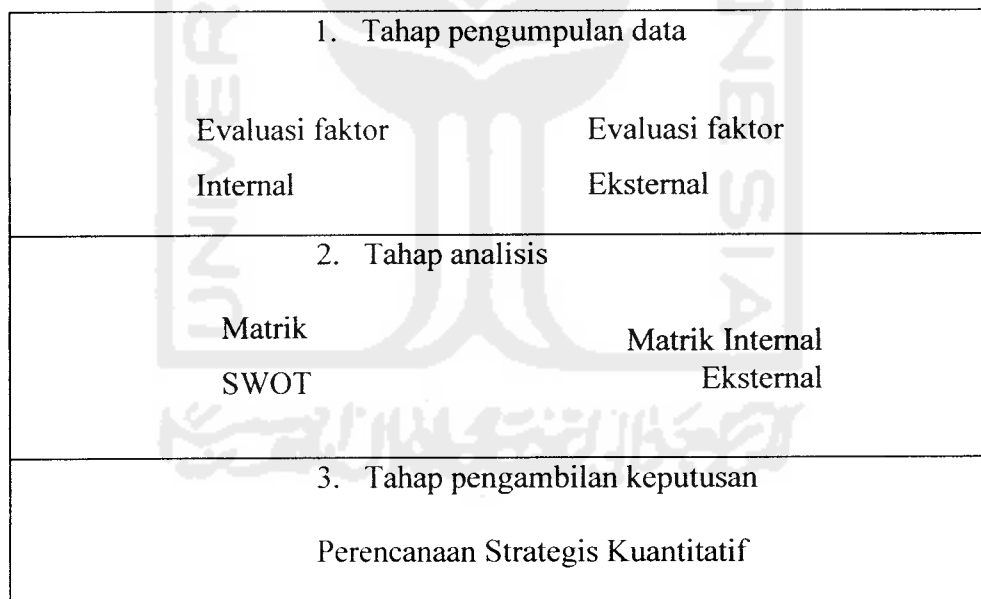 1. Tahap pengumpulan data
Evaluasi faktor
Internal
Evaluasi faktor
Eksternal
2. Tahap analisis
Matrik
SWOT
Matrik Internal
Eksternal
3. Tahap pengambilan keputusan
Perencanaan Strategis Kuantitatif